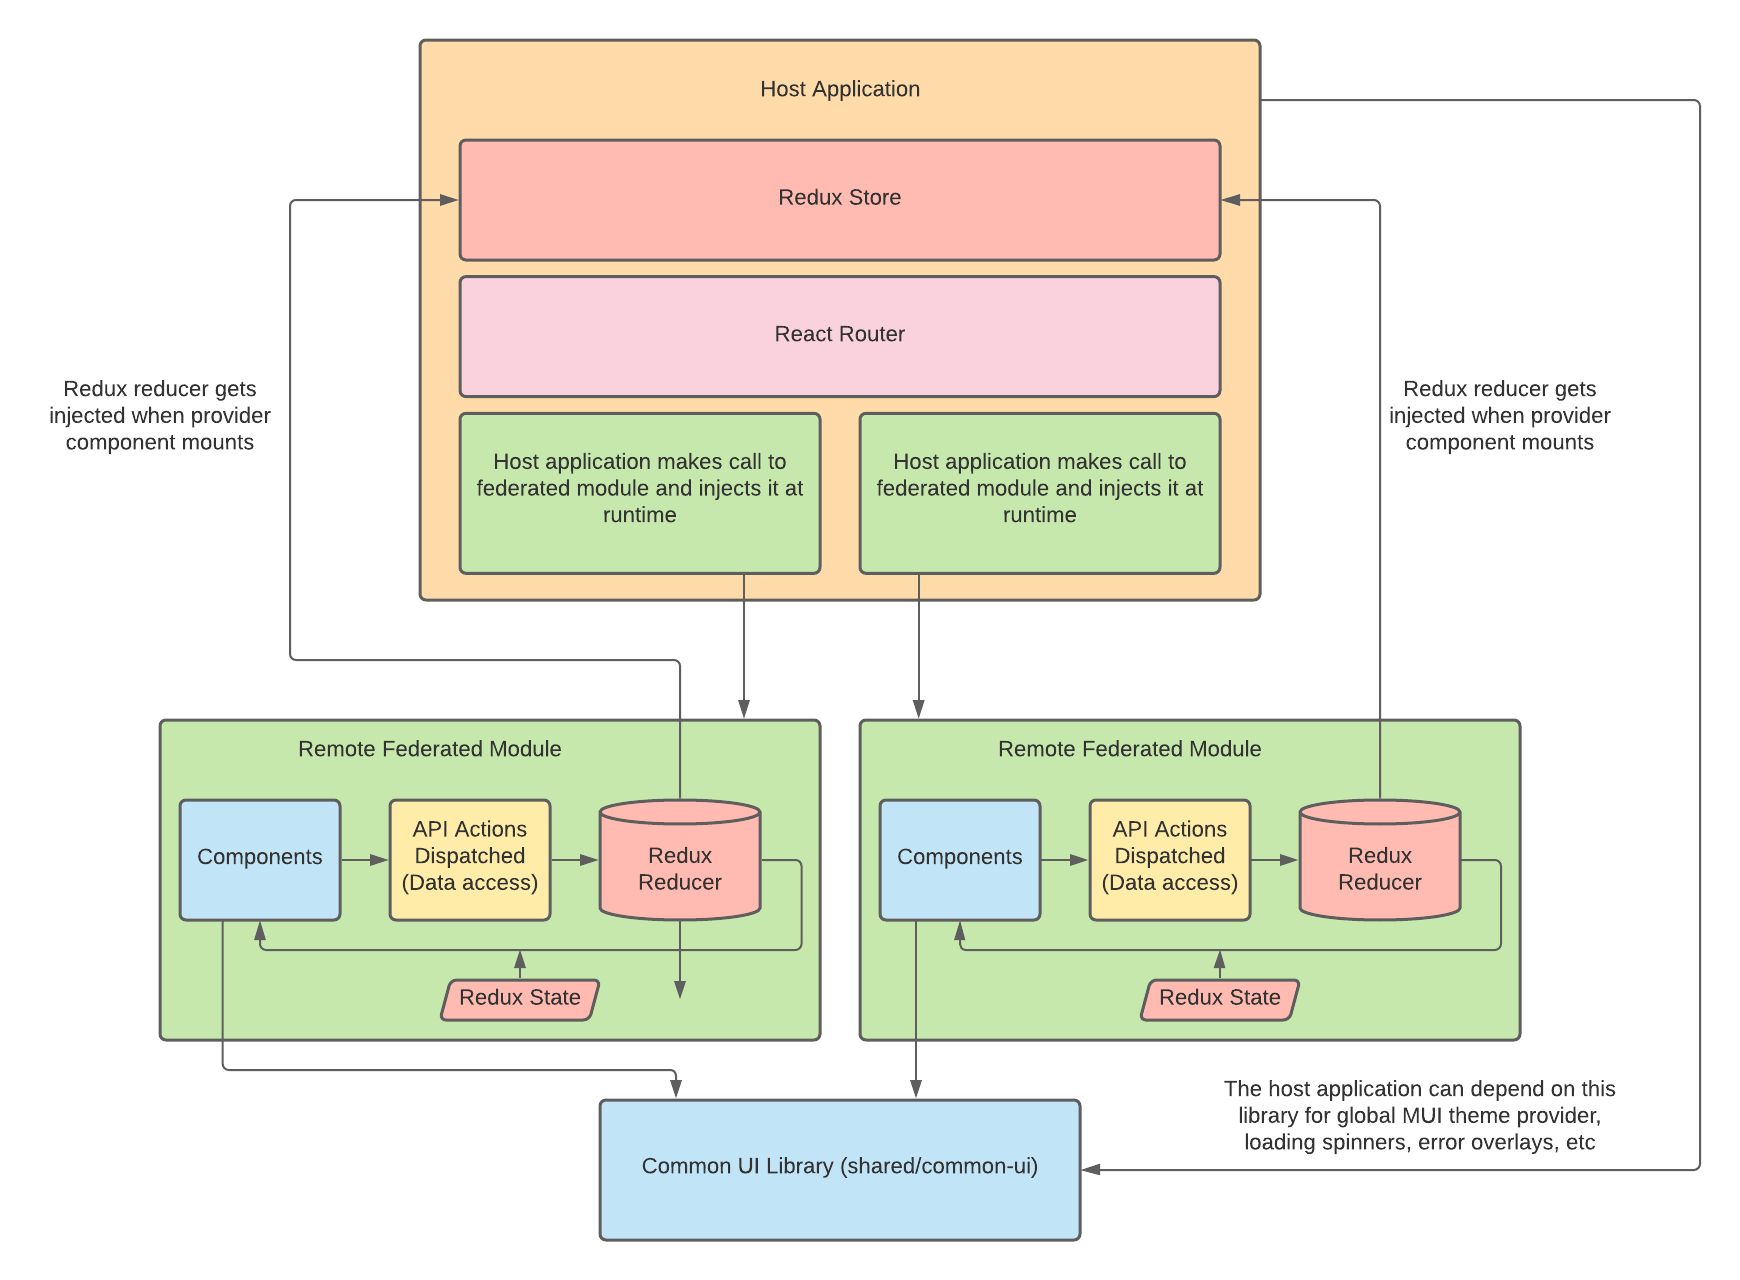 Host Application
Redux Store
React Router
Redux reducer gets
injected when provider
component mounts
Redux reducer gets
injected when provider
component mounts
Host application makes call to
federated module and injects it at
runtime
Host application makes call to
federated module and injects it at
runtime
Remote Federated Module
Components
API Actions
Dispatched
(Data access)
Redux
Reducer
Redux State
Remote Federated Module
Components
API Actions
Dispatched
(Data access)
Redux
Reducer
Redux State
The host application can depend on this
library for global MUI theme provider,
loading spinners, error overlays, etc
Common UI Library (shared/common-ui)